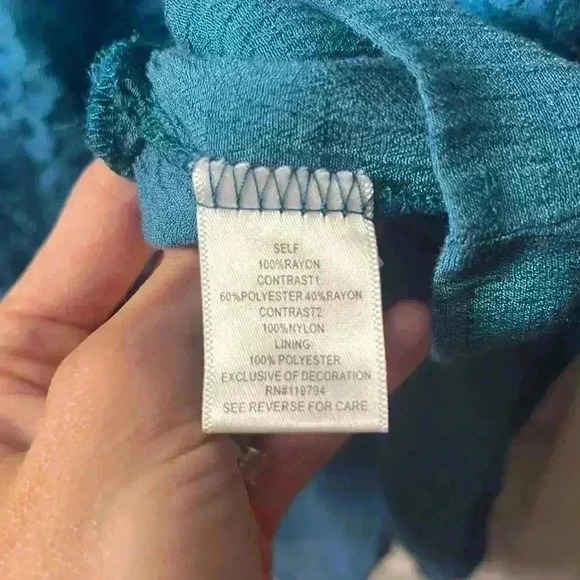 SELF
100%RAYON
CONTRAST1
60%POLYESTER 40%RAYON
CONTRAST2
100%NYLON
LINING
100% POLYESTER
EXCLUSIVE OF DECORATION
RN#119794
SEE REVERSE FOR CARE